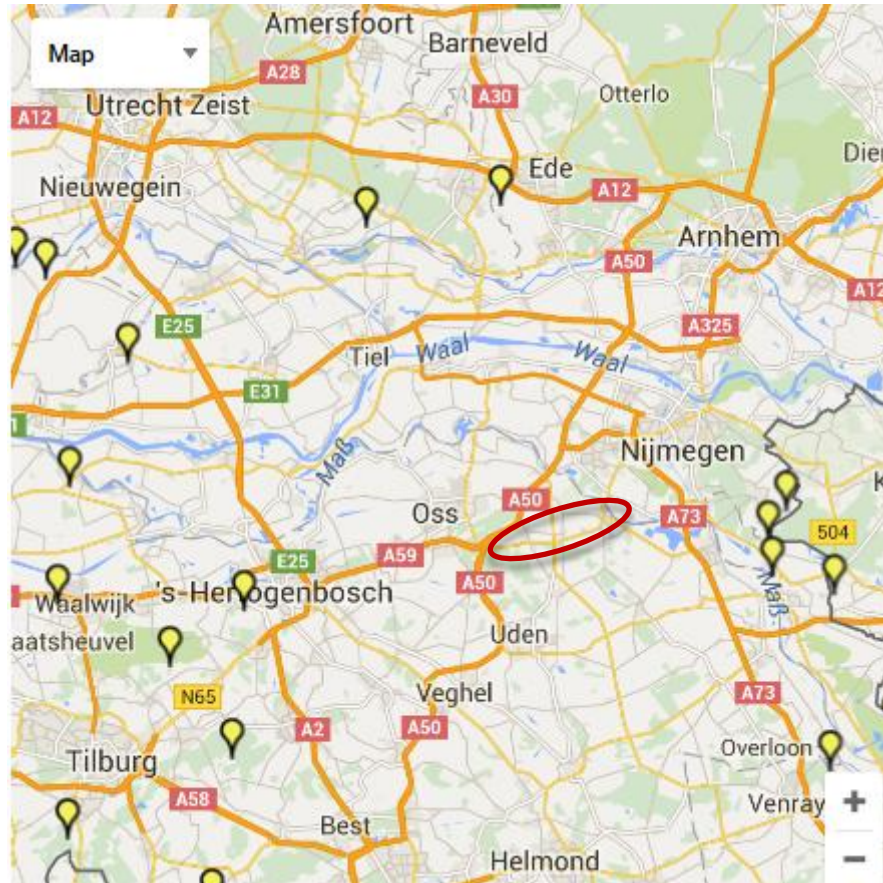 Amersfoort
Map
Barneveld
A28
Utrecht Zeist
A30
Otterlo
A12
Ede
Nieuwegein
A12
Arnhem
A50
A12
E25
A325
Tiel
Waal
Waal
E31
Nijmegen
Maß
A50
Oss
A73
504
A59
E25
A50
Maß
Waalwijk
's-Hertogenbosch
aatsheuvel
Uden
N65
Veghel
A73
A2
A50
Overloon
Tilburg
A58
Venray
+
Best
Helmond
−